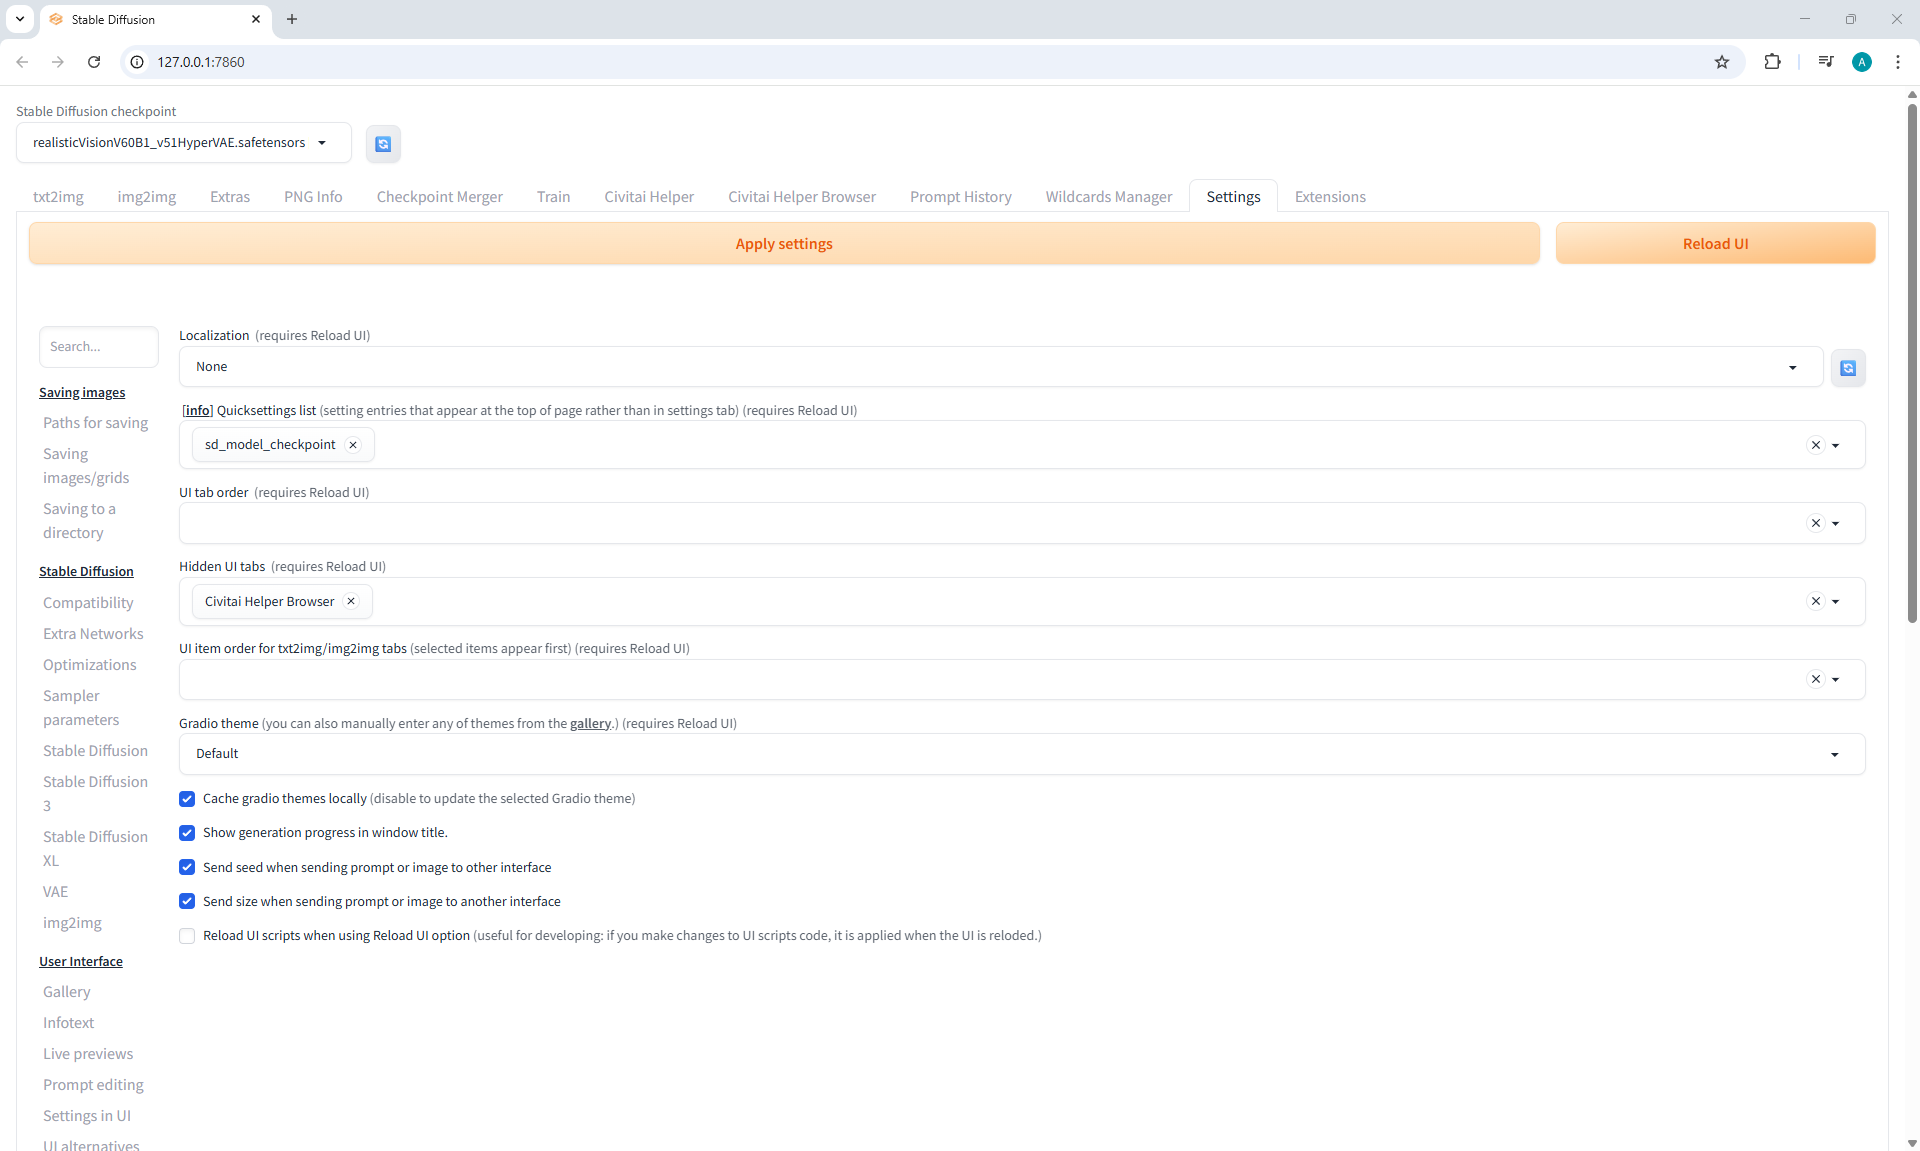 Stable Diffusion
127.0.0.1:7860
A
Stable Diffusion checkpoint
realisticVisionV60B1_v51HyperVAE.safetensors
txt2img img2img Extras PNG Info Checkpoint Merger Train Civitai Helper Civitai Helper Browser Prompt History Wildcards Manager Settings Extensions
Apply settings Reload UI
Search...
Saving images
Paths for saving
Saving
images/grids
Saving to a
directory
Stable Diffusion
Compatibility
Extra Networks
Optimizations
Sampler
parameters
Stable Diffusion
Stable Diffusion
3
Stable Diffusion
XL
VAE
img2img
User Interface
Gallery
Infotext
Live previews
Prompt editing
Settings in UI
UI alternatives
Localization (requires Reload UI)
None
[info] Quicksettings list (setting entries that appear at the top of page rather than in settings tab) (requires Reload UI)
sd_model_checkpoint
UI tab order (requires Reload UI)
Hidden UI tabs (requires Reload UI)
Civitai Helper Browser
UI item order for txt2img/img2img tabs (selected items appear first) (requires Reload UI)
Gradio theme (you can also manually enter any of themes from the gallery.) (requires Reload UI)
Default
Cache gradio themes locally (disable to update the selected Gradio theme)
Show generation progress in window title.
Send seed when sending prompt or image to other interface
Send size when sending prompt or image to another interface
Reload UI scripts when using Reload UI option (useful for developing: if you make changes to UI scripts code, it is applied when the UI is reloded.)